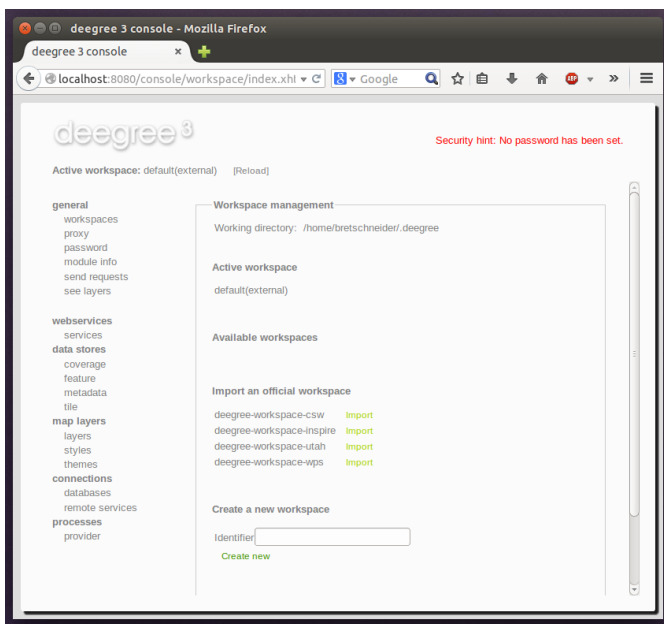 deegree 3 console - Mozilla Firefox
deegree 3 console
localhost:8080/console/workspace/index.xht
Google
ABP
deegree 3
Security hint: No password has been set.
Active workspace: default(external) [Reload]
general
workspaces
proxy
password
module info
send requests
see layers
webservices
services
data stores
coverage
feature
metadata
tile
map layers
layers
styles
themes
connections
databases
remote services
processes
provider
Workspace management
Working directory: /home/bretschneider/.deegree
Active workspace
default(external)
Available workspaces
Import an official workspace
deegree-workspace-csw Import
deegree-workspace-inspire Import
deegree-workspace-utah Import
deegree-workspace-wps Import
Create a new workspace
Identifier
Create new